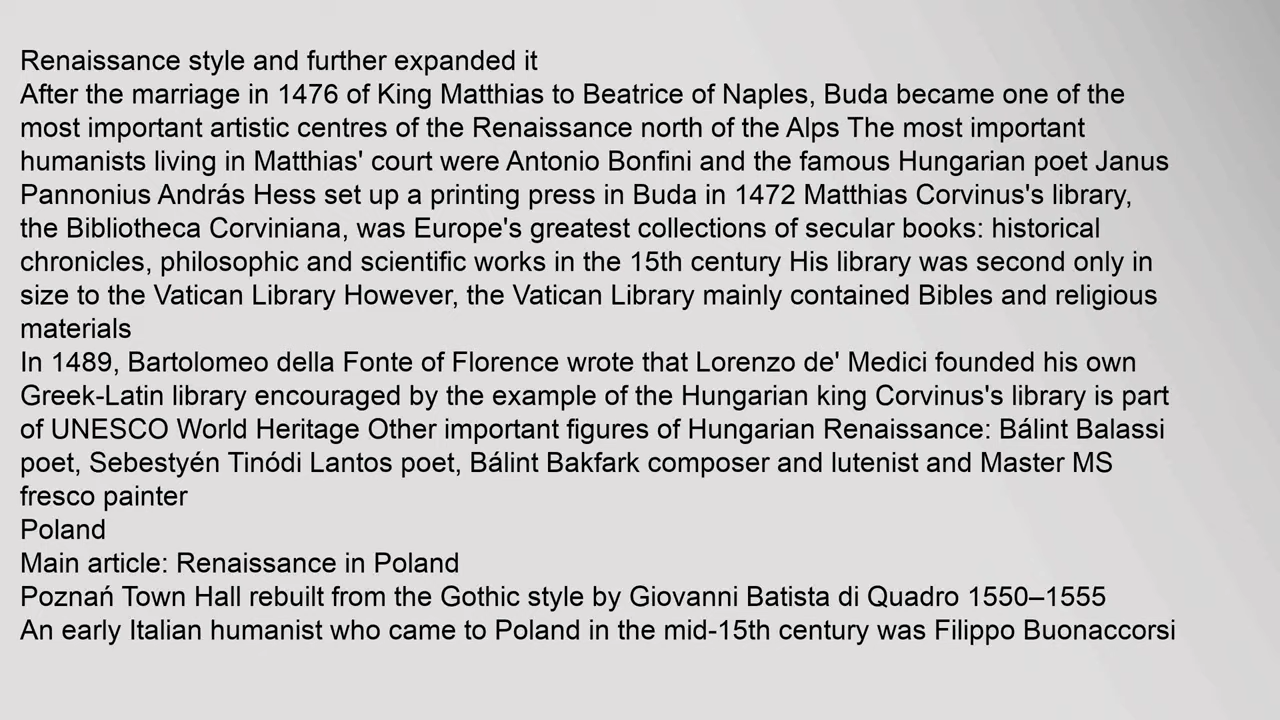 Renaissance style and further expanded it
After the marriage in 1476 of King Matthias to Beatrice of Naples, Buda became one of the
most important artistic centres of the Renaissance north of the Alps The most important
humanists living in Matthias' court were Antonio Bonfini and the famous Hungarian poet Janus
Pannonius András Hess set up a printing press in Buda in 1472 Matthias Corvinus's library,
the Bibliotheca Corviniana, was Europe's greatest collections of secular books: historical
chronicles, philosophic and scientific works in the 15th century His library was second only in
size to the Vatican Library However, the Vatican Library mainly contained Bibles and religious
materials
In 1489, Bartolomeo della Fonte of Florence wrote that Lorenzo de' Medici founded his own
Greek-Latin library encouraged by the example of the Hungarian king Corvinus's library is part
of UNESCO World Heritage Other important figures of Hungarian Renaissance: Bálint Balassi
poet, Sebestyén Tinódi Lantos poet, Bálint Bakfark composer and lutenist and Master MS
fresco painter
Poland
Main article: Renaissance in Poland
Poznań Town Hall rebuilt from the Gothic style by Giovanni Batista di Quadro 1550–1555
An early Italian humanist who came to Poland in the mid-15th century was Filippo Buonaccorsi